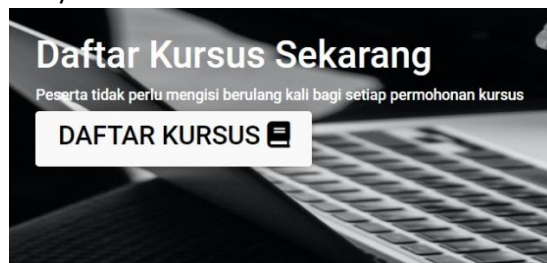 Daftar Kursus Sekarang
Peserta tidak perlu mengisi berulang kali bagi setiap permohonan kursus
DAFTAR KURSUS